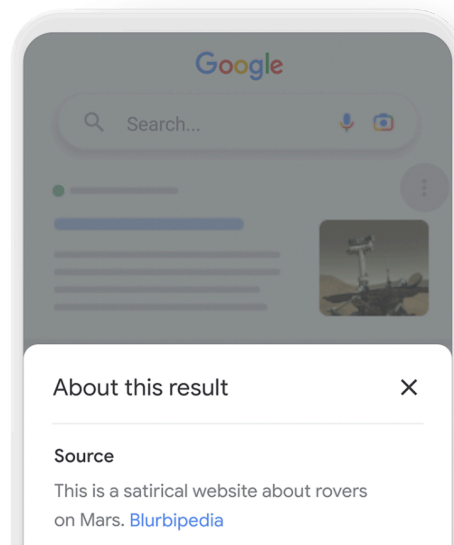 Google
Search...
About this result
Source
This is a satirical website about rovers
on Mars. Blurbipedia